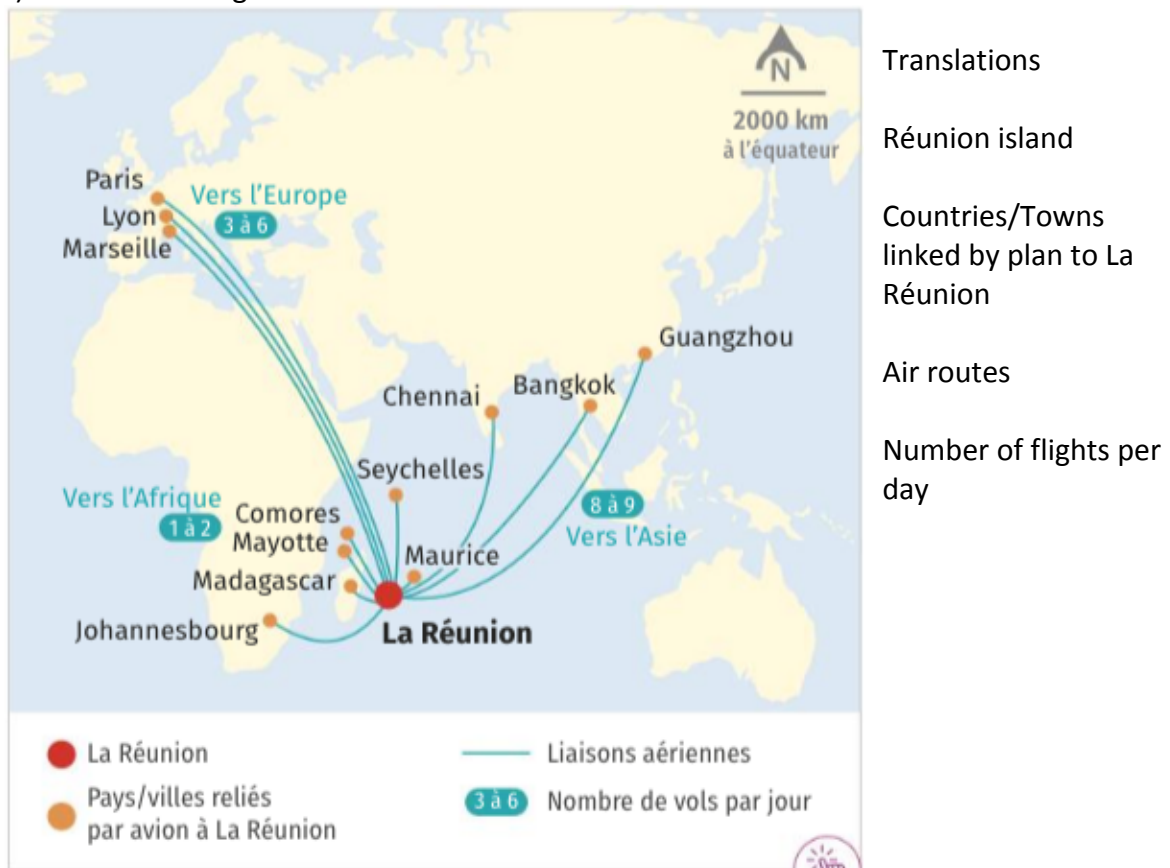 N
2000 km
à l'équateur
Paris
Vers l'Europe
Lyon
3 à 6
Marseille
Guangzhou
Chennai
Bangkok
Seychelles
Vers l'Afrique
1 à 2
Comores
8 à 9
Mayotte
Vers l'Asie
Maurice
Madagascar
Johannesbourg
La Réunion
La Réunion
Pays/villes reliés
par avion à La Réunion
Liaisons aériennes
3 à 6 Nombre de vols par jour
Translations
Réunion island
Countries/Towns
linked by plan to La
Réunion
Air routes
Number of flights per
day